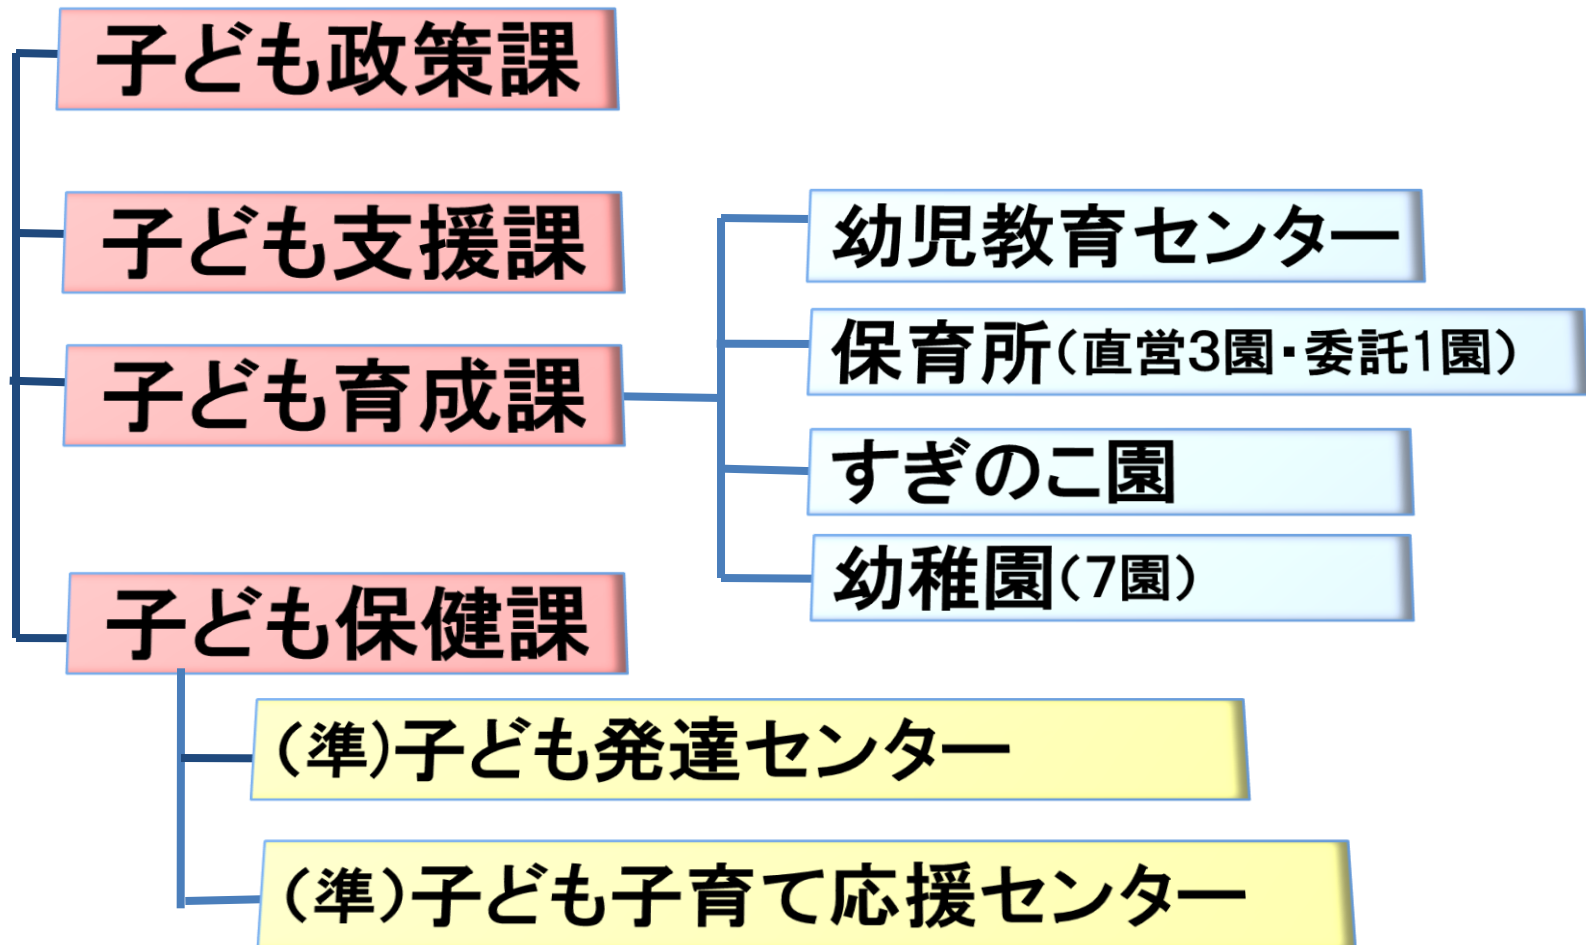 子ども政策課
子ども支援課
子ども育成課
幼児教育センター
保育所(直営3園・委託1園)
すぎのこ園
幼稚園(7園)
子ども保健課
(準)子ども発達センター
(準)子ども子育て応援センター